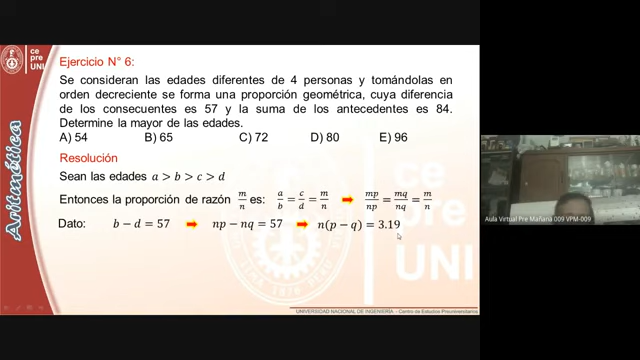 ce
pre
UNI
Aritmética
Ejercicio N° 6:
Se consideran las edades diferentes de 4 personas y tomándolas en
orden decreciente se forma una proporción geométrica, cuya diferencia
de los consecuentes es 57 y la suma de los antecedentes es 84.
Determine la mayor de las edades.
A) 54 B) 65 C) 72 D) 80 E) 96
Resolución
Sean las edades a > b > c > d
Entonces la proporción de razón m/n es: a/b = c/d = m/n ➡ mp/np = mq/nq = m/n
Dato: b − d = 57 ➡ np − nq = 57 ➡ n(p − q) = 3.19
ce
pre
UNI
UNIVERSIDAD NACIONAL DE INGENIERÍA - Centro de Estudios Preuniversitarios
Aula Virtual Pre Mañana 009 VPM-009